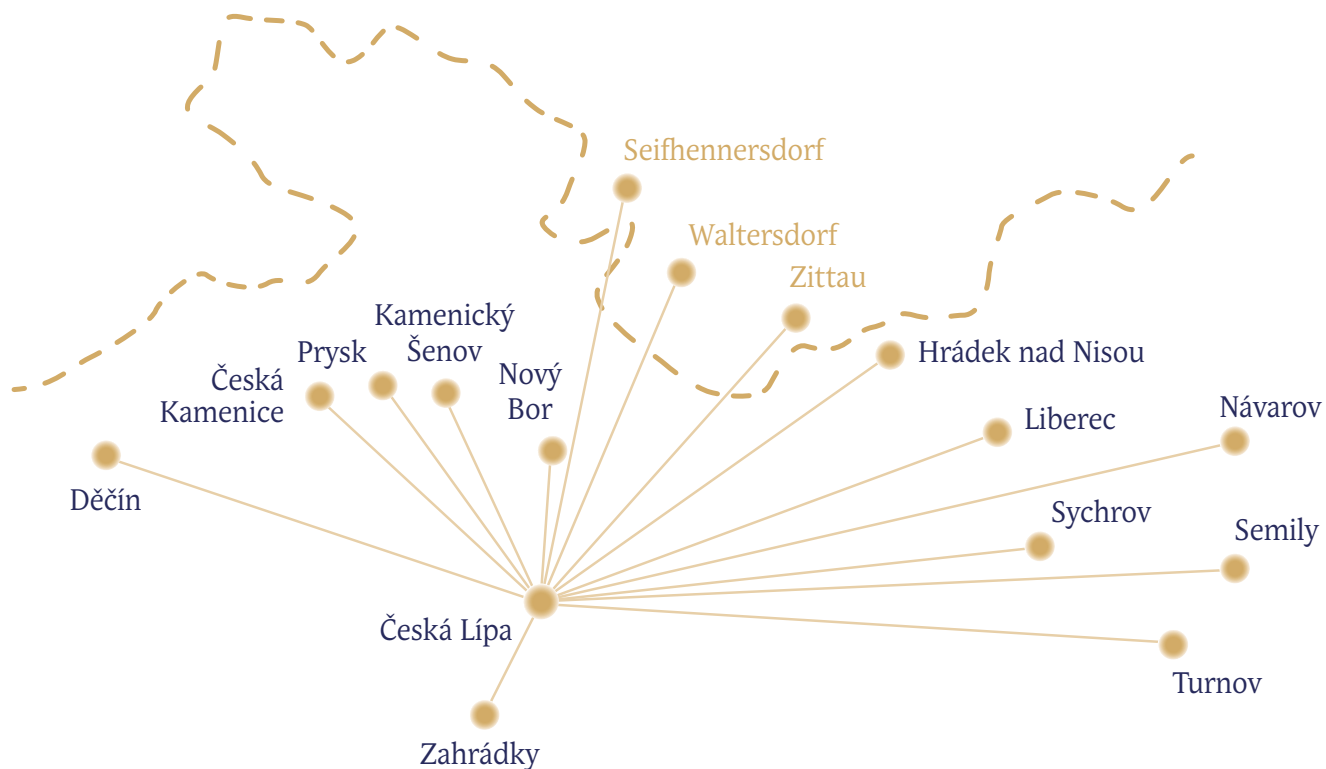 Seifhennersdorf
Waltersdorf
Zittau
Kamenický
Šenov
Prysk
Hrádek nad Nisou
Česká
Kamenice
Nový
Bor
Návarov
Liberec
Děčín
Sychrov
Semily
Česká Lípa
Turnov
Zahrádky